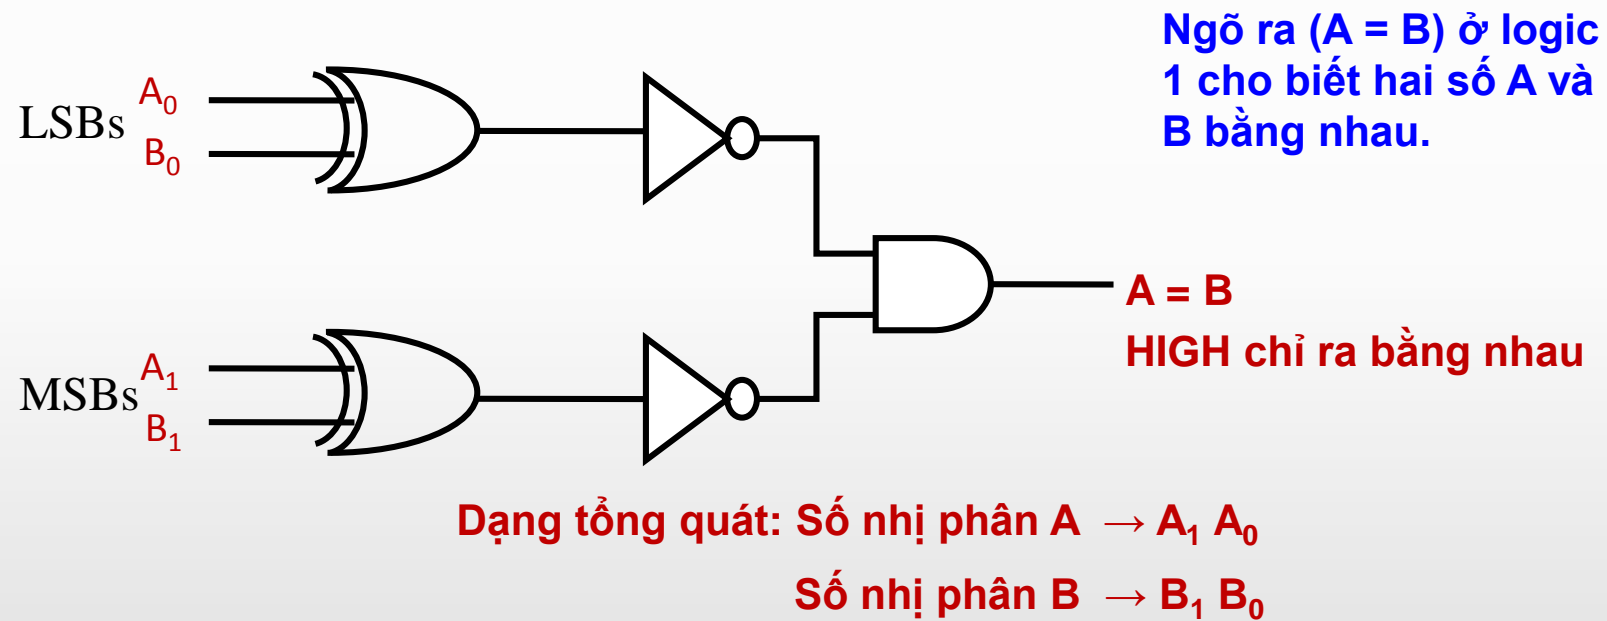 Ngõ ra (A = B) ở logic
1 cho biết hai số A và
B bằng nhau.
A₀
LSBs
B₀
A = B
HIGH chỉ ra bằng nhau
A₁
MSBs
B₁
Dạng tổng quát: Số nhị phân A → A₁ A₀
Số nhị phân B → B₁ B₀